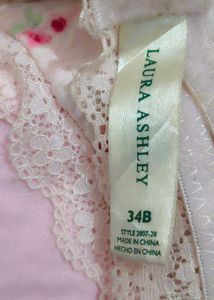 LAURA ASHLEY
34B
STYLE 2807-28
MADE IN CHINA
HECHO EN CHINA